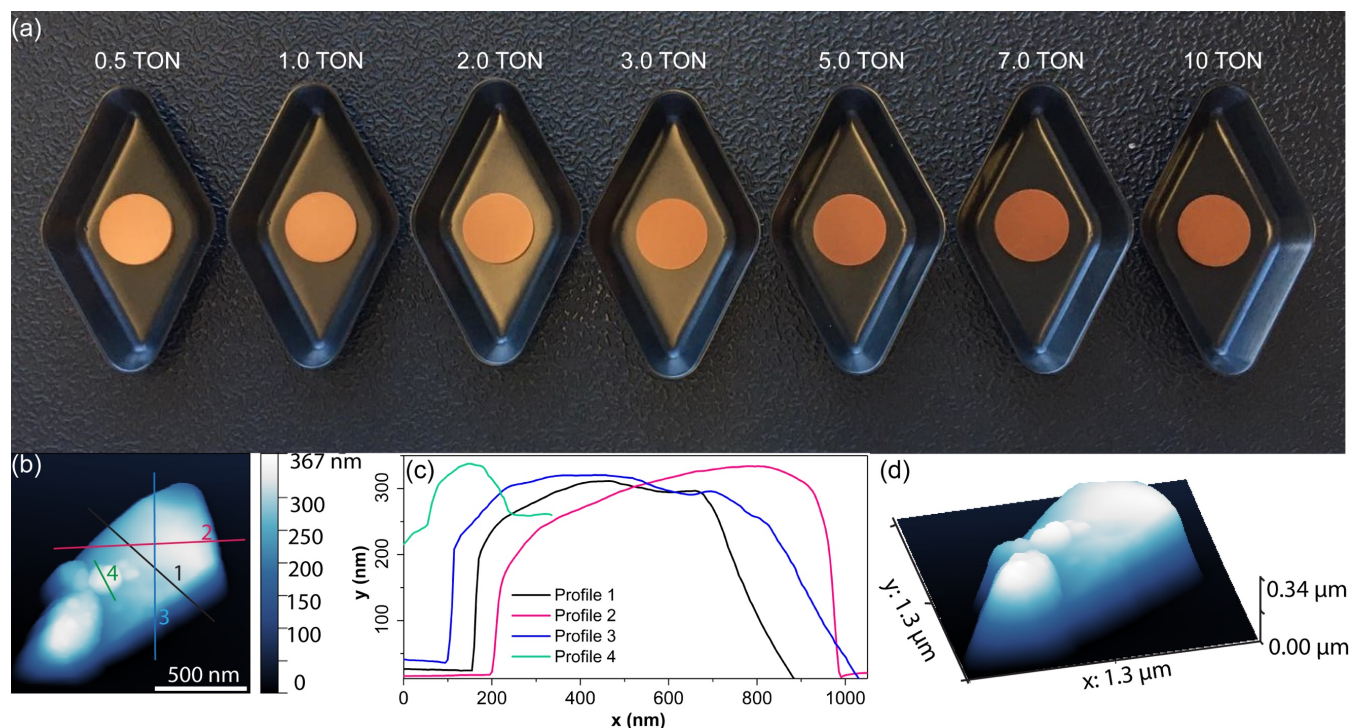 (a)
0.5 TON 1.0 TON 2.0 TON 3.0 TON 5.0 TON 7.0 TON 10 TON
(b)
367 nm
300
250
200
150
100
0
1
2
3
4
500 nm
(c)
y (nm)
300
200
100
Profile 1
Profile 2
Profile 3
Profile 4
0 200 400 600 800 1000
x (nm)
(d)
y: 1.3 µm
x: 1.3 µm
0.34 µm
0.00 µm